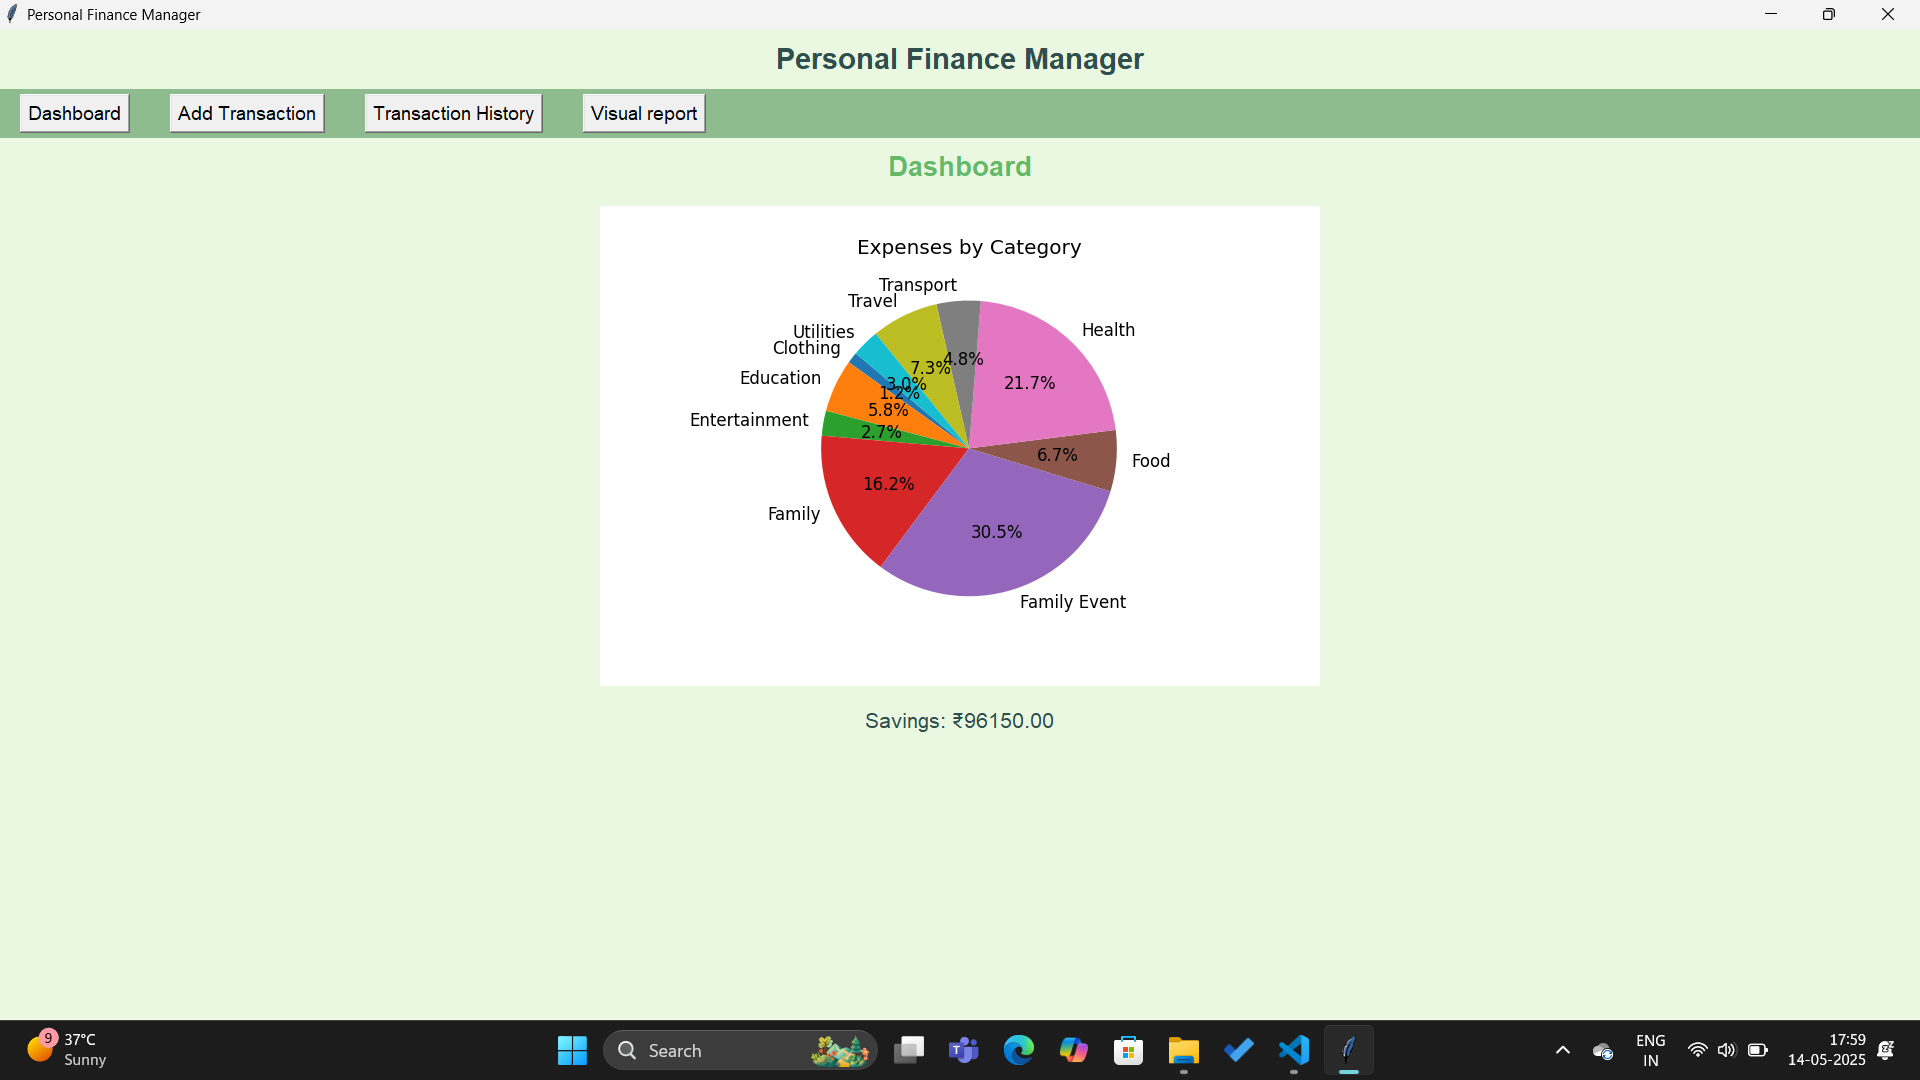 Personal Finance Manager
Personal Finance Manager
Dashboard
Add Transaction
Transaction History
Visual report
Dashboard
Expenses by Category
Transport
Travel
Utilities
Clothing
Education
Entertainment
Family
Family Event
Food
Health
4.8%
7.3%
3.0%
1.2%
5.8%
2.7%
16.2%
30.5%
6.7%
21.7%
Savings: ₹96150.00
9
37°C
Sunny
Search
ENG
IN
17:59
14-05-2025